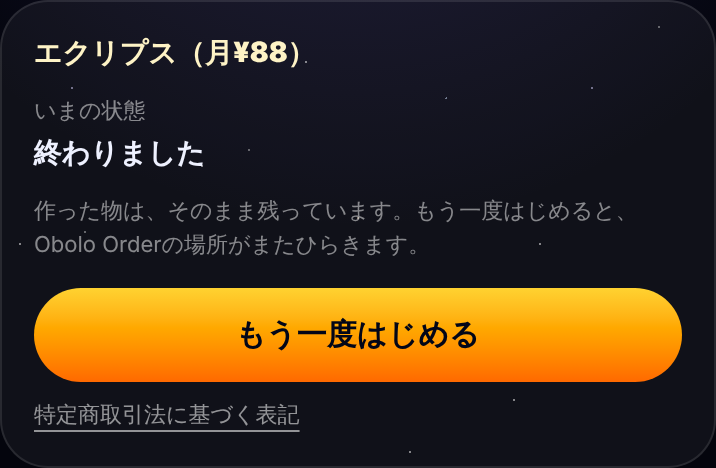 エクリプス（月¥88）
いまの状態
終わりました
作った物は、そのまま残っています。もう一度はじめると、
Obolo Orderの場所がまたひらきます。
もう一度はじめる
特定商取引法に基づく表記